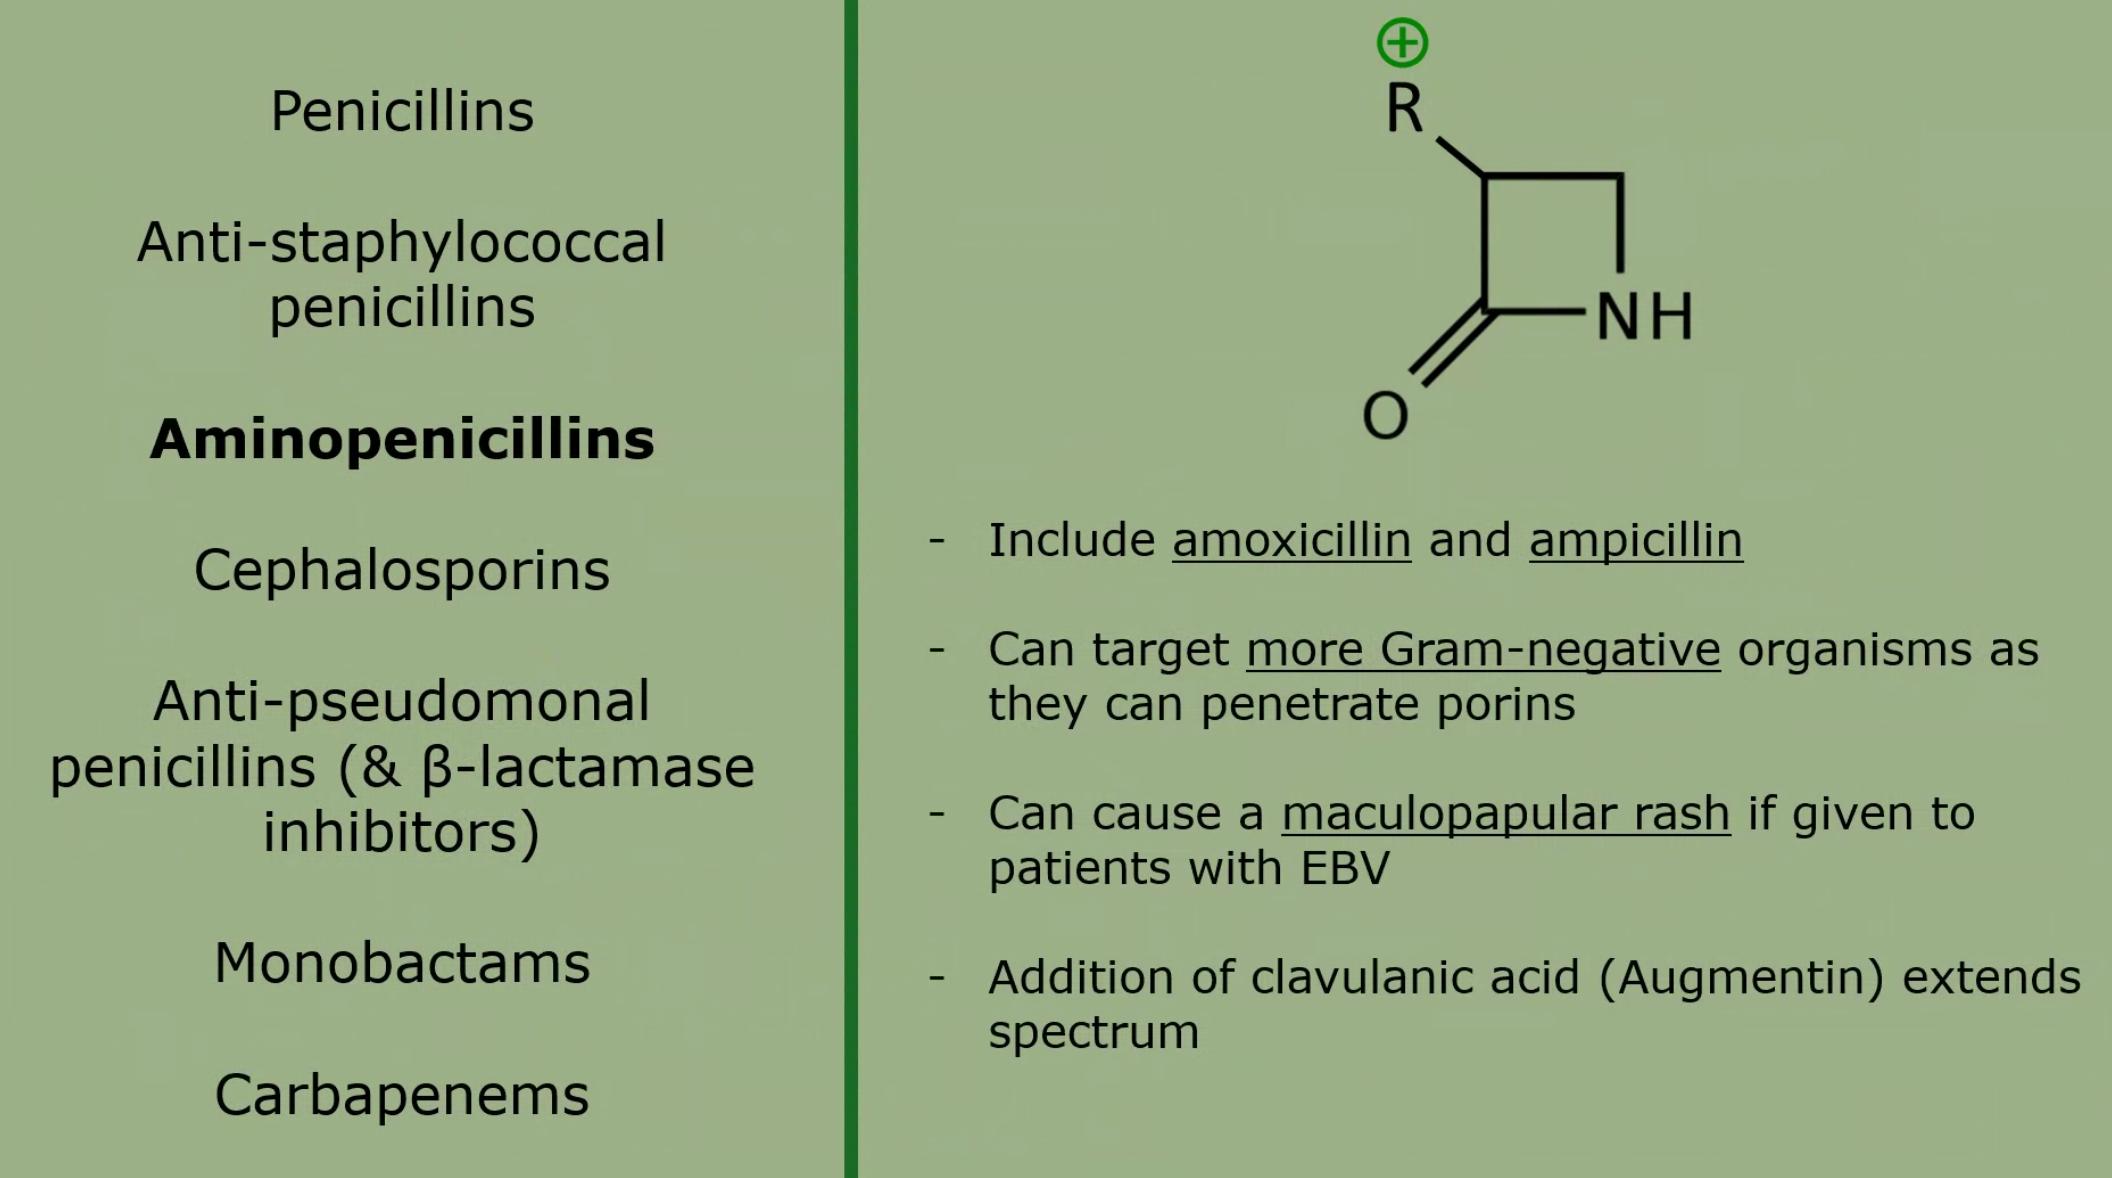 Penicillins
Anti-staphylococcal
penicillins
Aminopenicillins
Cephalosporins
Anti-pseudomonal
penicillins (& β-lactamase
inhibitors)
Monobactams
Carbapenems
⊕
R
NH
O
- Include amoxicillin and ampicillin
- Can target more Gram-negative organisms as
they can penetrate porins
- Can cause a maculopapular rash if given to
patients with EBV
- Addition of clavulanic acid (Augmentin) extends
spectrum